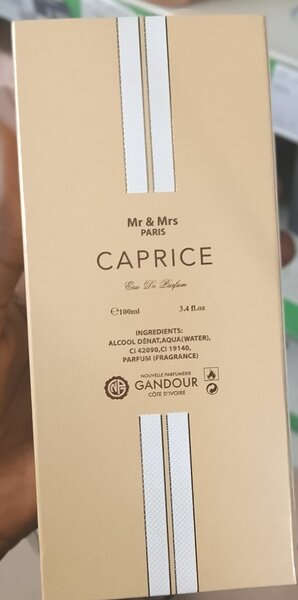 Mr & Mrs
PARIS
CAPRICE
Eau De Parfum
℮100ml 3.4 fl.oz
INGREDIENTS:
ALCOOL DÉNAT,AQUA(WATER),
CI 42090,CI 19140,
PARFUM (FRAGRANCE)
NOUVELLE PARFUMERIE
GANDOUR
CÔTE D'IVOIRE